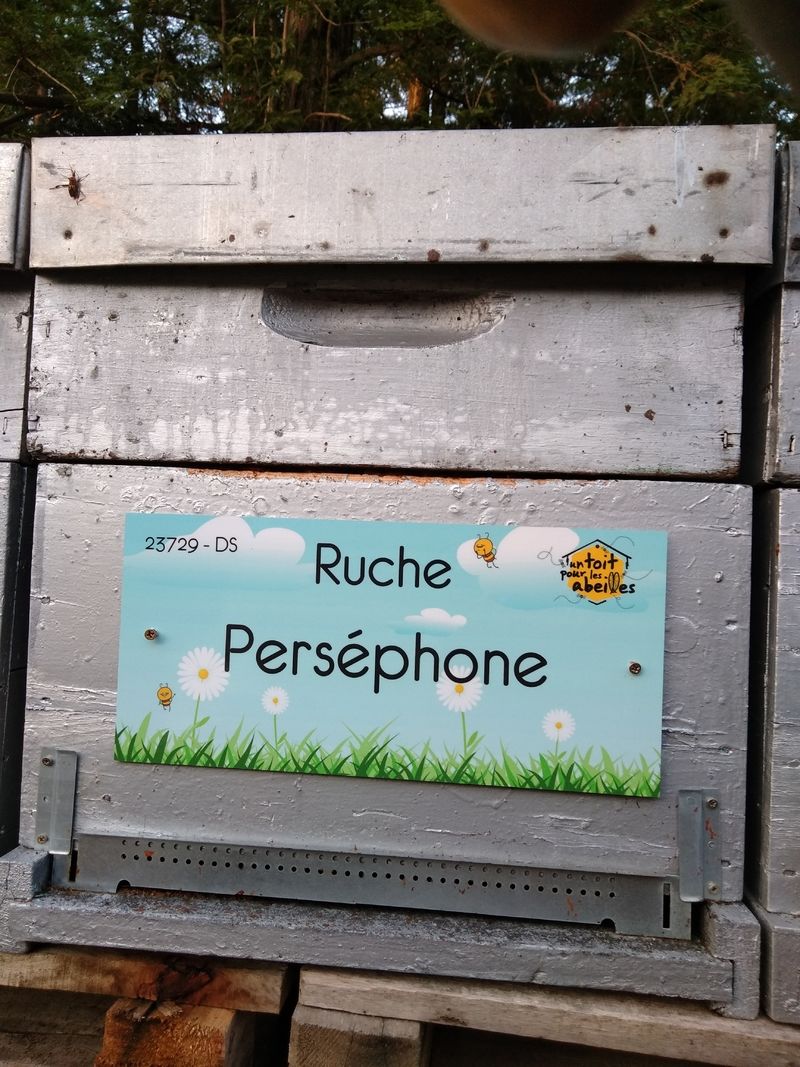 23729 - DS
Ruche
un toit
pour les
abeilles
Perséphone